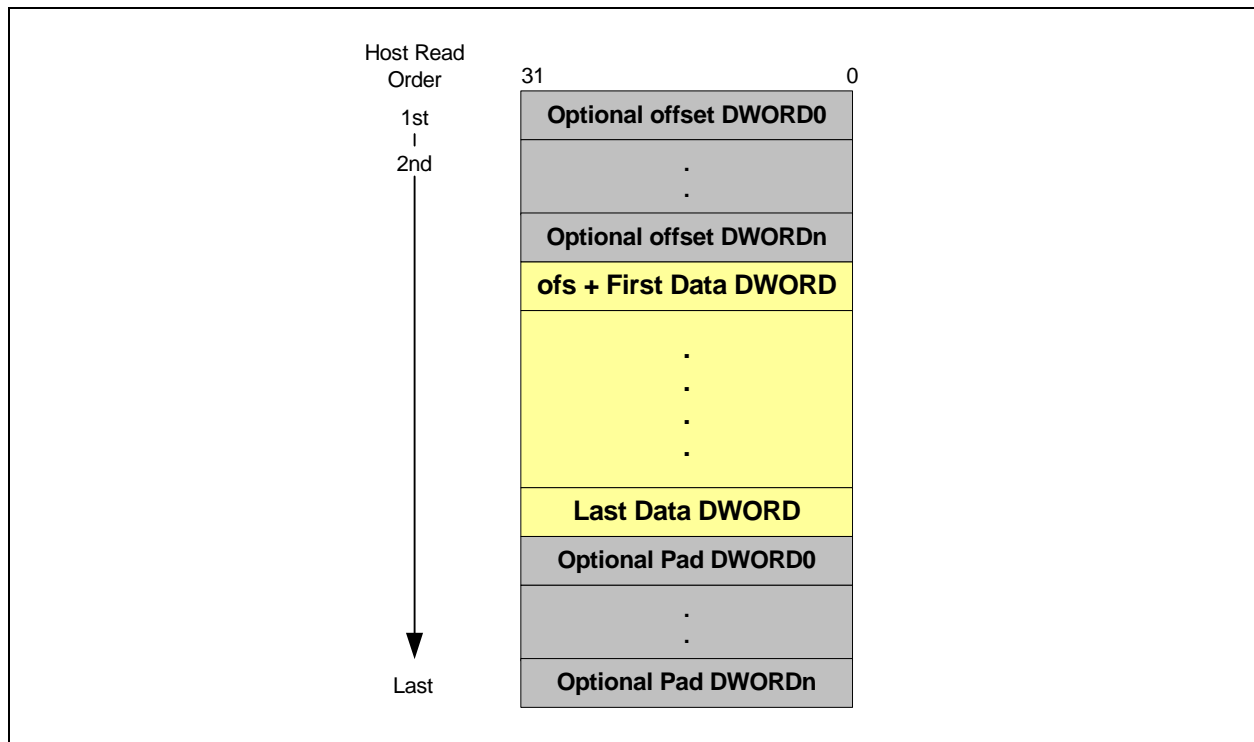 Host Read
Order
31 0
1st
Optional offset DWORD0
2nd
.
.
Optional offset DWORDn
ofs + First Data DWORD
.
.
.
.
Last Data DWORD
Optional Pad DWORD0
.
.
Optional Pad DWORDn
Last